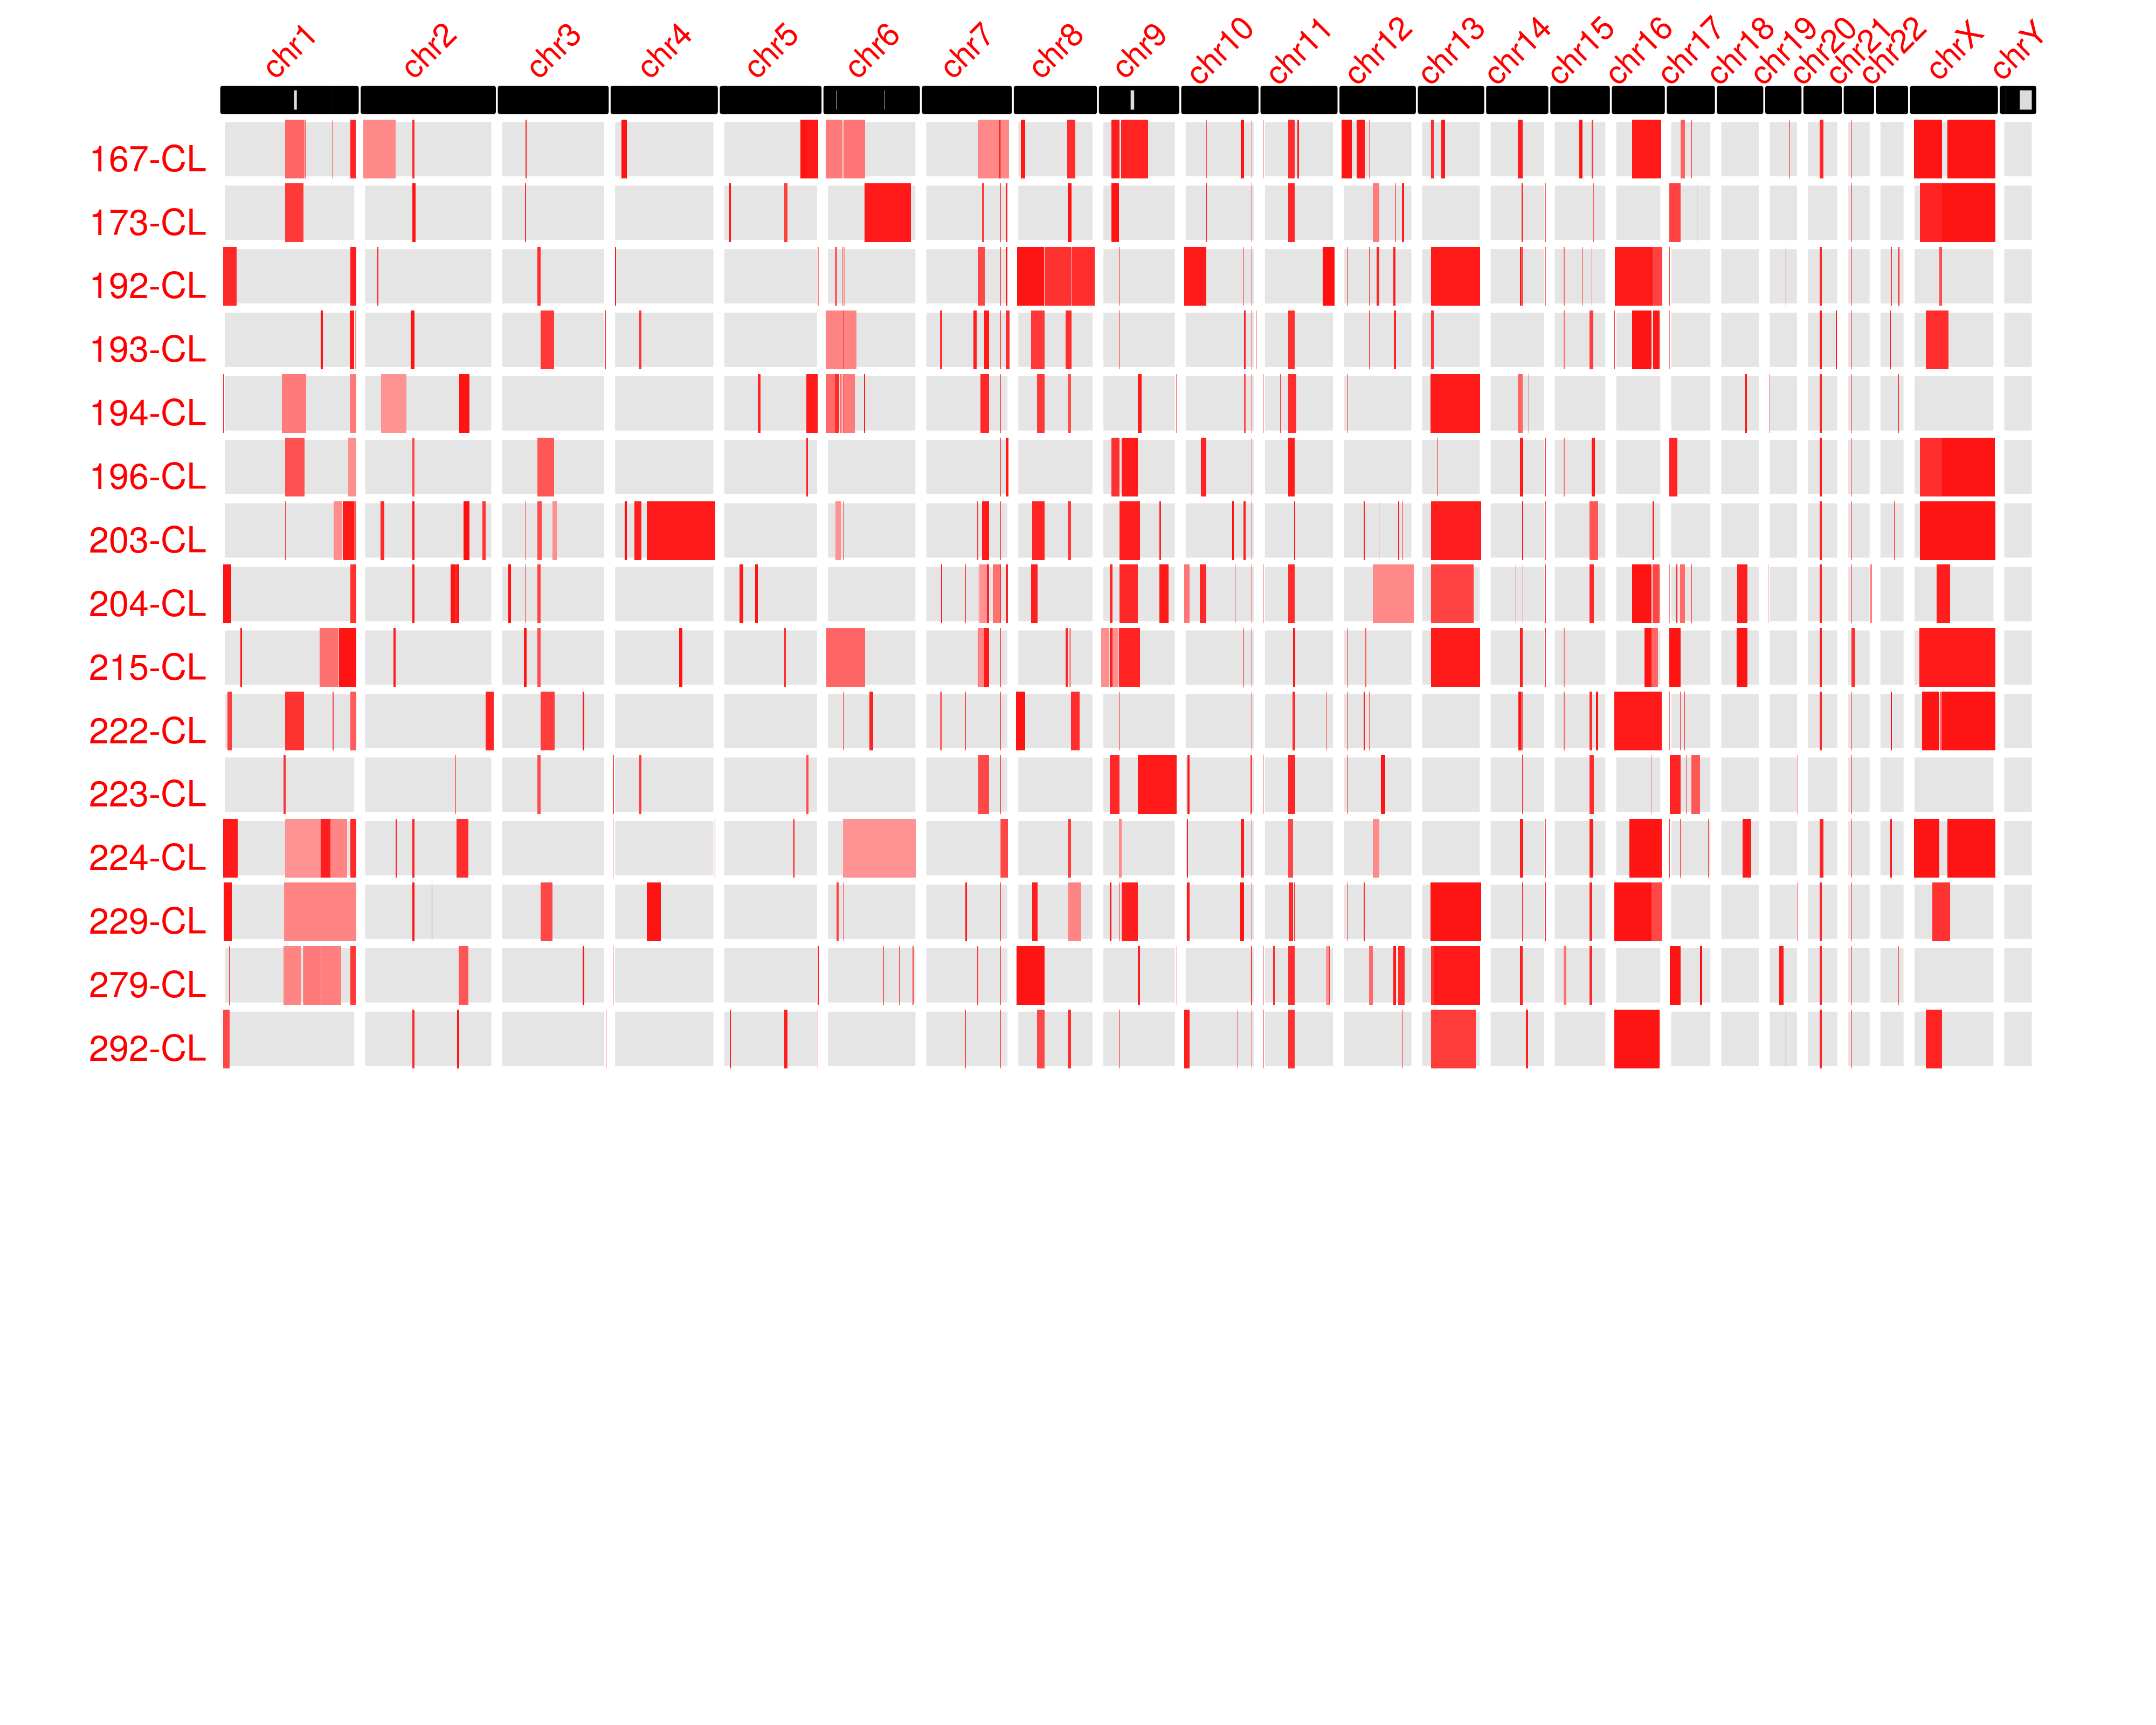 chr1 chr2 chr3 chr4 chr5 chr6 chr7 chr8 chr9 chr10 chr11 chr12 chr13 chr14 chr15 chr16 chr17 chr18 chr19 chr20 chr21 chr22 chrX chrY
167-CL
173-CL
192-CL
193-CL
194-CL
196-CL
203-CL
204-CL
215-CL
222-CL
223-CL
224-CL
229-CL
279-CL
292-CL